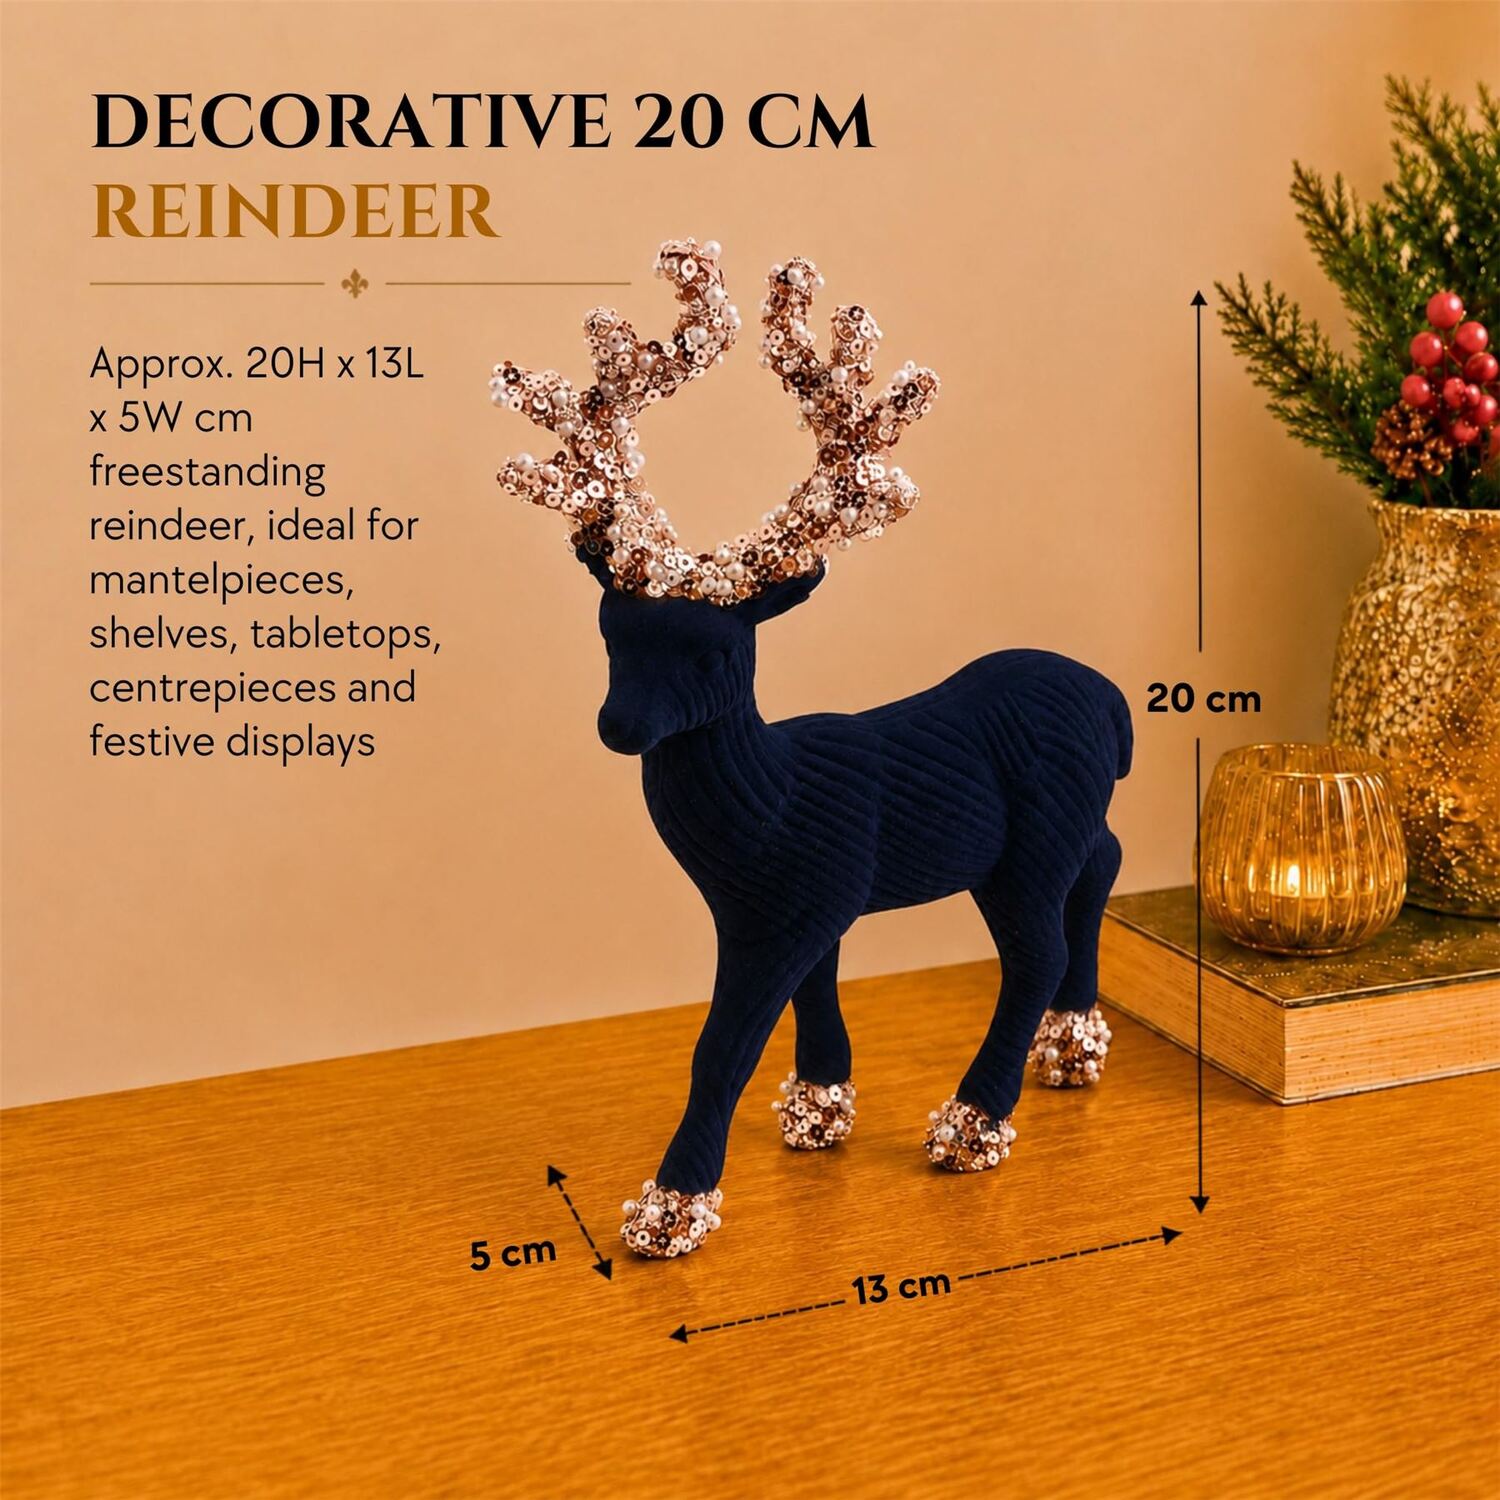 DECORATIVE 20 CM
REINDEER
Approx. 20H x 13L
x 5W cm
freestanding
reindeer, ideal for
mantelpieces,
shelves, tabletops,
centrepieces and
festive displays
20 cm
5 cm
13 cm